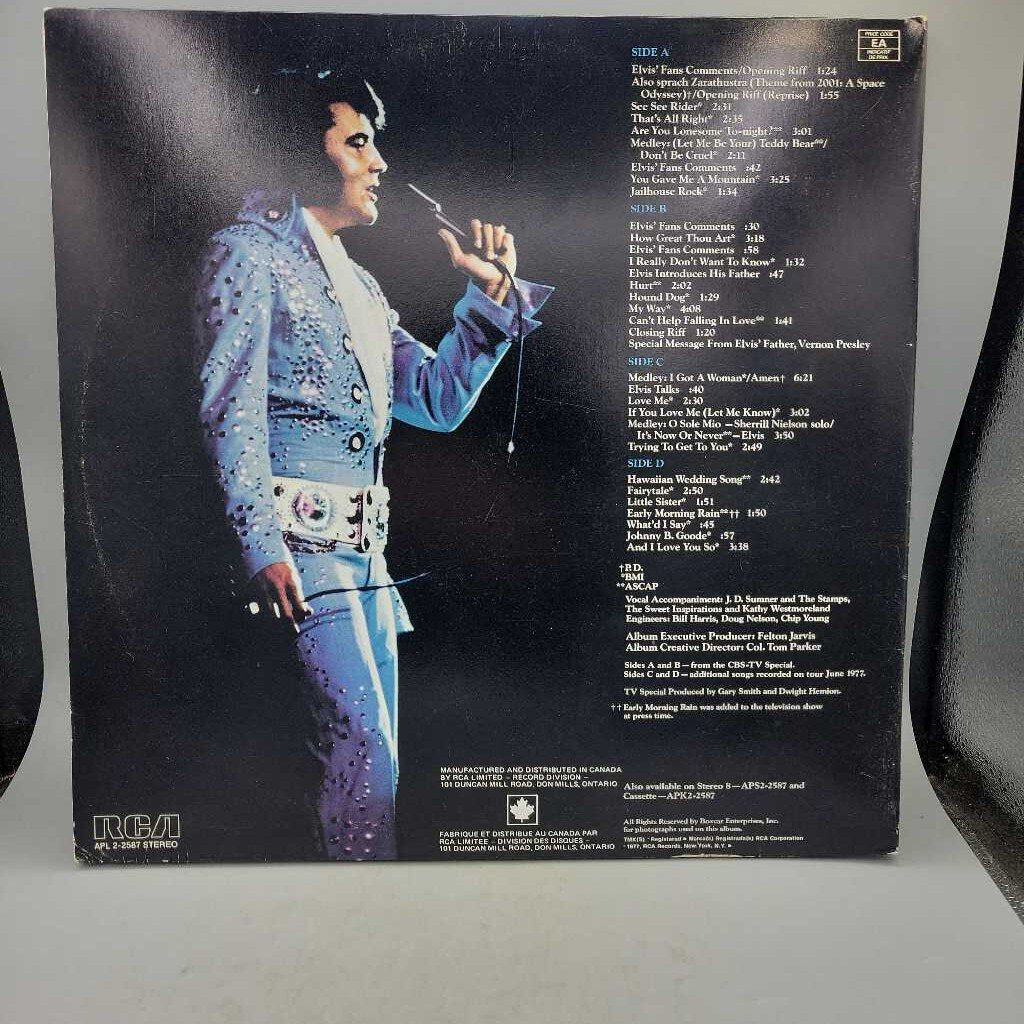 PRICE CODE
EA
INDICATIF
DE PRIX
SIDE A
Elvis' Fans Comments/Opening Riff 1:24
Also sprach Zarathustra (Theme from 2001: A Space
Odyssey)†/Opening Riff (Reprise) 1:55
See See Rider* 2:31
That's All Right* 2:35
Are You Lonesome To-night?** 3:01
Medley: (Let Me Be Your) Teddy Bear**/
Don't Be Cruel* 2:11
Elvis' Fans Comments :42
You Gave Me A Mountain* 3:25
Jailhouse Rock* 1:34
SIDE B
Elvis' Fans Comments :30
How Great Thou Art* 3:18
Elvis' Fans Comments :58
I Really Don't Want To Know* 1:32
Elvis Introduces His Father :47
Hurt** 2:02
Hound Dog* 1:29
My Way* 4:08
Can't Help Falling In Love** 1:41
Closing Riff 1:20
Special Message From Elvis' Father, Vernon Presley
SIDE C
Medley: I Got A Woman*/Amen† 6:21
Elvis Talks :40
Love Me* 2:30
If You Love Me (Let Me Know)* 3:02
Medley: O Sole Mio – Sherrill Nielson solo/
It's Now Or Never** – Elvis 3:50
Trying To Get To You* 2:49
SIDE D
Hawaiian Wedding Song** 2:42
Fairytale* 2:50
Little Sister* 1:51
Early Morning Rain**†† 1:50
What'd I Say* :45
Johnny B. Goode* :57
And I Love You So* 3:38
†P.D.
*BMI
**ASCAP
Vocal Accompaniment: J. D. Sumner and The Stamps,
The Sweet Inspirations and Kathy Westmoreland
Engineers: Bill Harris, Doug Nelson, Chip Young
Album Executive Producer: Felton Jarvis
Album Creative Director: Col. Tom Parker
Sides A and B – from the CBS-TV Special.
Sides C and D – additional songs recorded on tour June 1977.
TV Special Produced by Gary Smith and Dwight Hemion.
††Early Morning Rain was added to the television show
at press time.
MANUFACTURED AND DISTRIBUTED IN CANADA
BY RCA LIMITED – RECORD DIVISION –
101 DUNCAN MILL ROAD, DON MILLS, ONTARIO
Also available on Stereo 8 – APS2-2587 and
Cassette – APK2-2587
RCA
APL 2-2587 STEREO
FABRIQUE ET DISTRIBUE AU CANADA PAR
RCA LIMITEE – DIVISION DES DISQUES –
101 DUNCAN MILL ROAD, DON MILLS, ONTARIO
All Rights Reserved by Boxcar Enterprises, Inc.
for photographs used on this album.
TMK(S) ® Registered • Marca(s) Registrada(s) RCA Corporation
© 1977, RCA Records, New York, N.Y. •